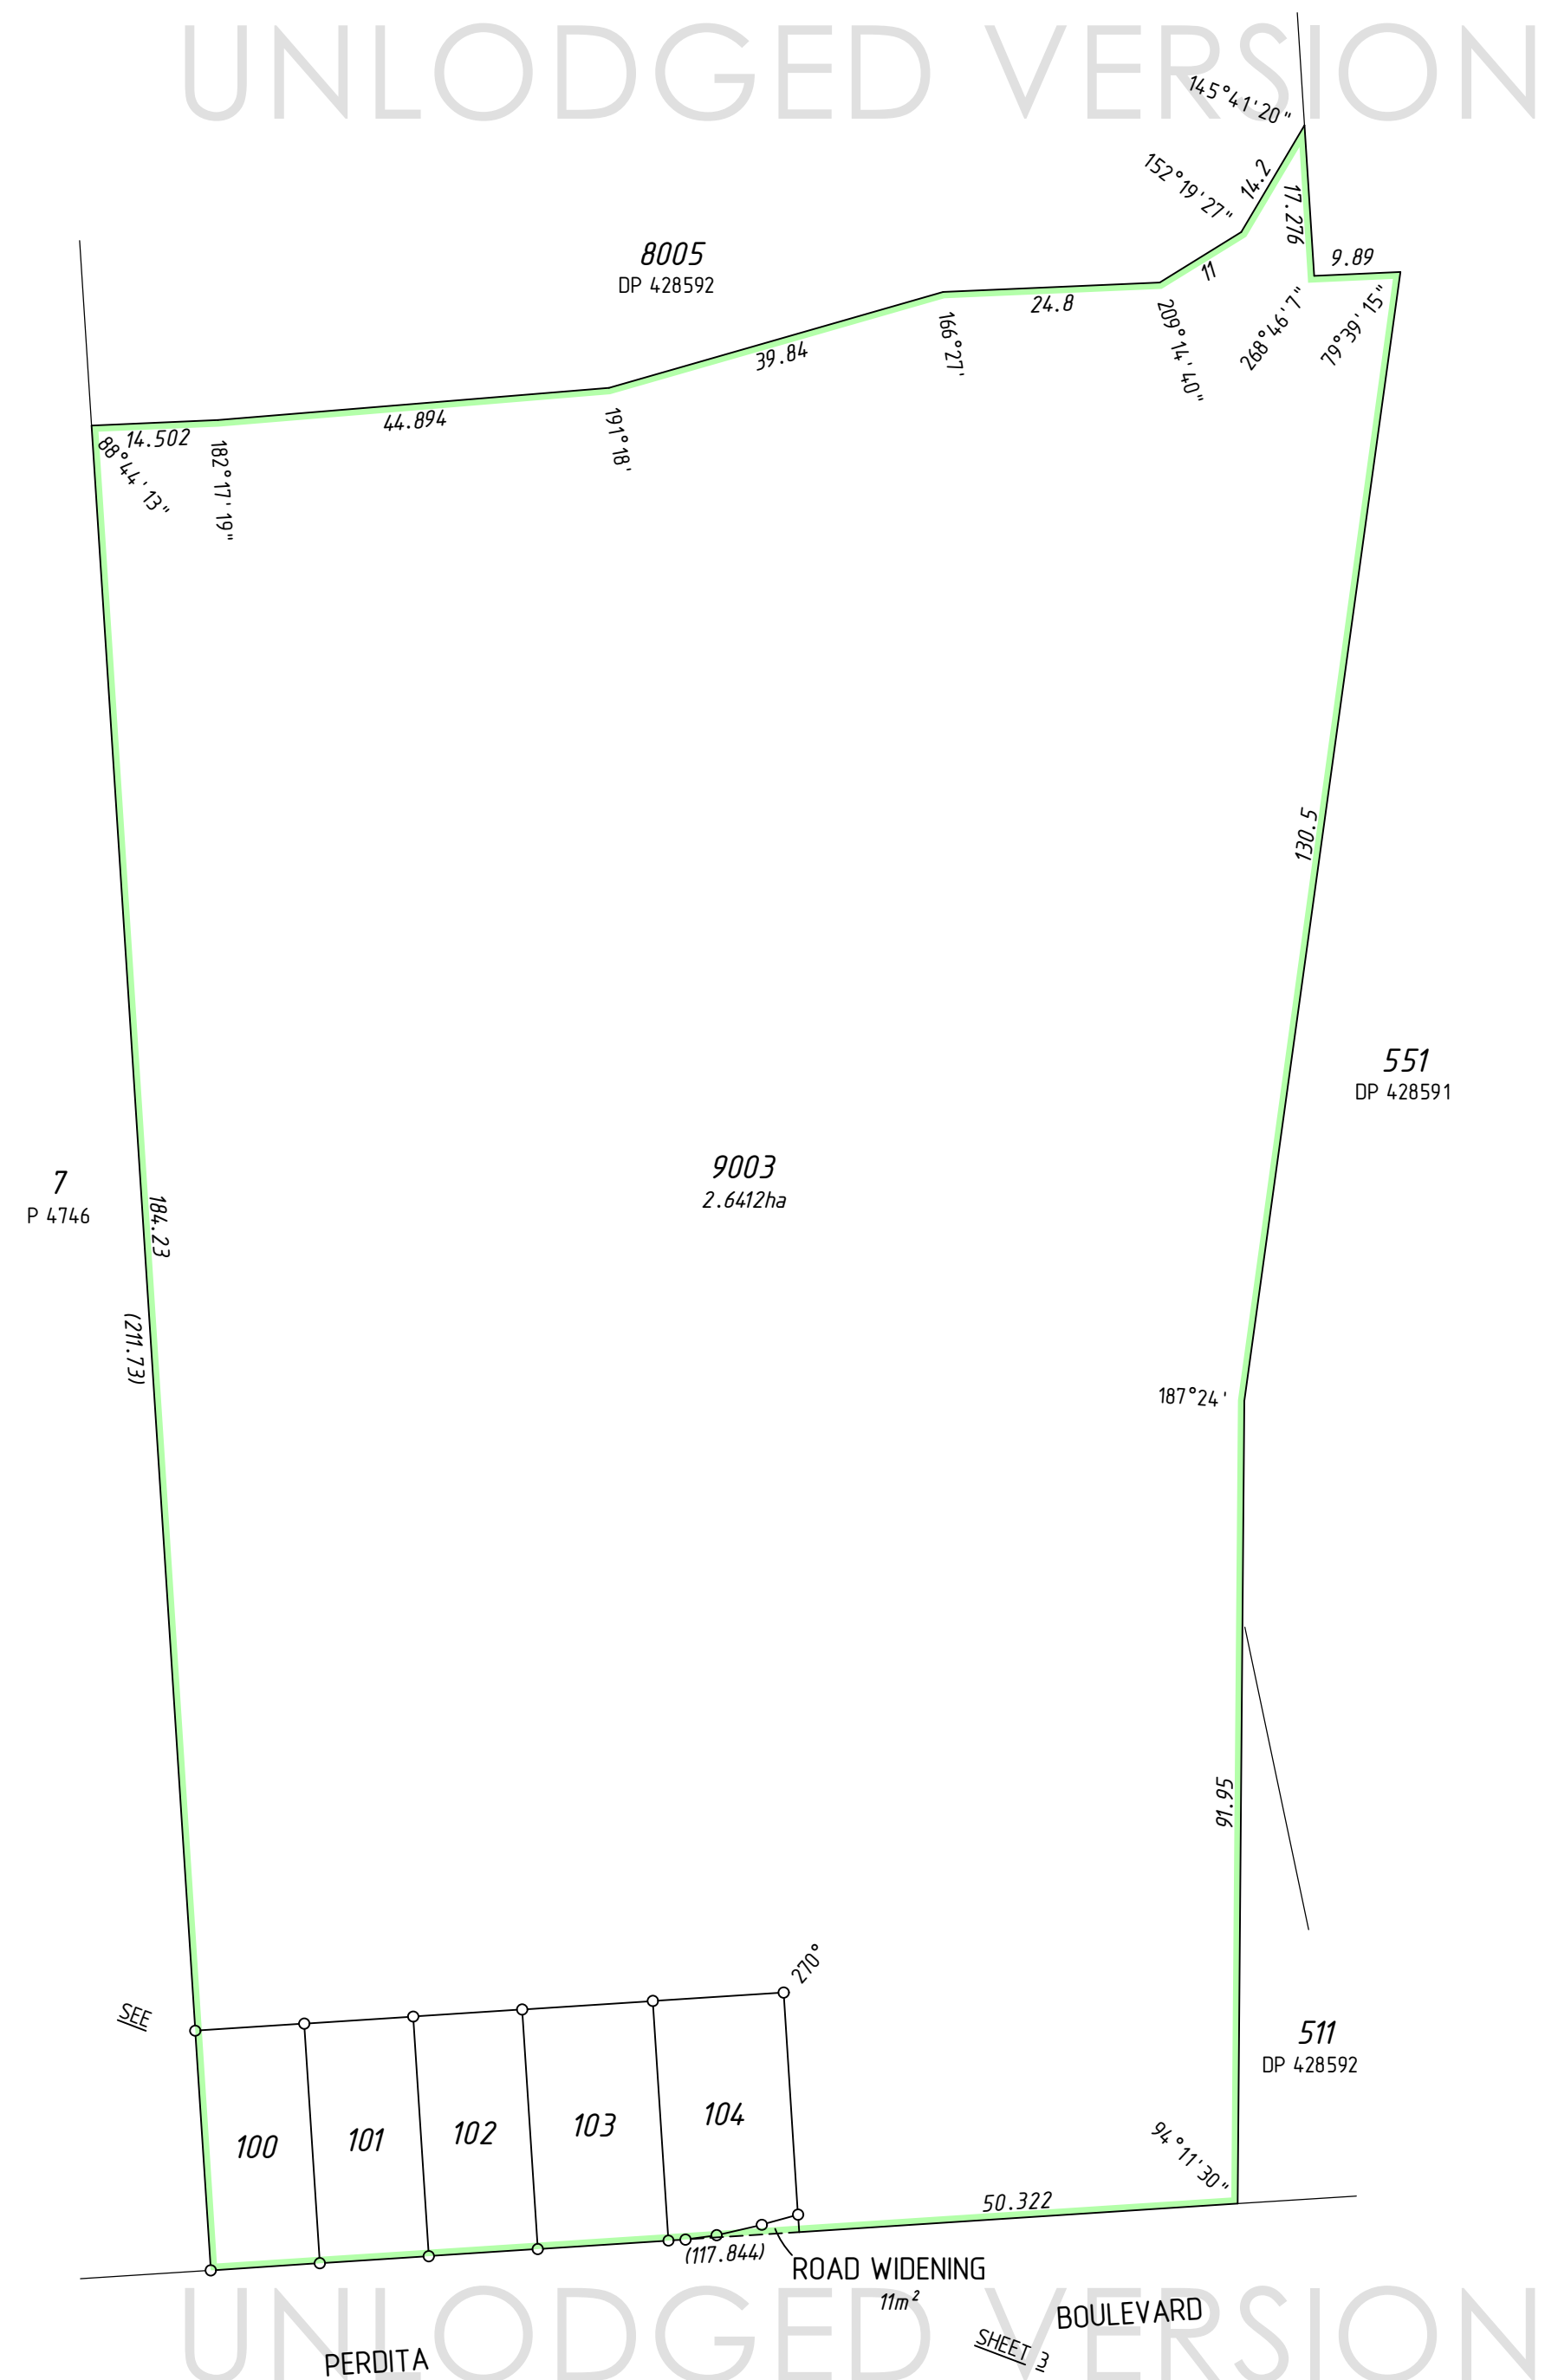 UNLODGED VERSION
145°41'20"
152°19'27"
14.2
17.276
8005
DP 428592
9.89
11
24.8
209°14'40"
268°46'7"
79°39'15"
39.84
166°27'
44.894
191°18'
14.502
88°44'13"
182°17'19"
130.5
551
DP 428591
9003
2.6412ha
7
P 4746
184.23
(211.73)
187°24'
91.95
270°
SEE
511
DP 428592
100
101
102
103
104
94°11'30"
50.322
(117.844)
ROAD WIDENING
11m²
UNLODGED VERSION
BOULEVARD
SHEET 3
PERDITA